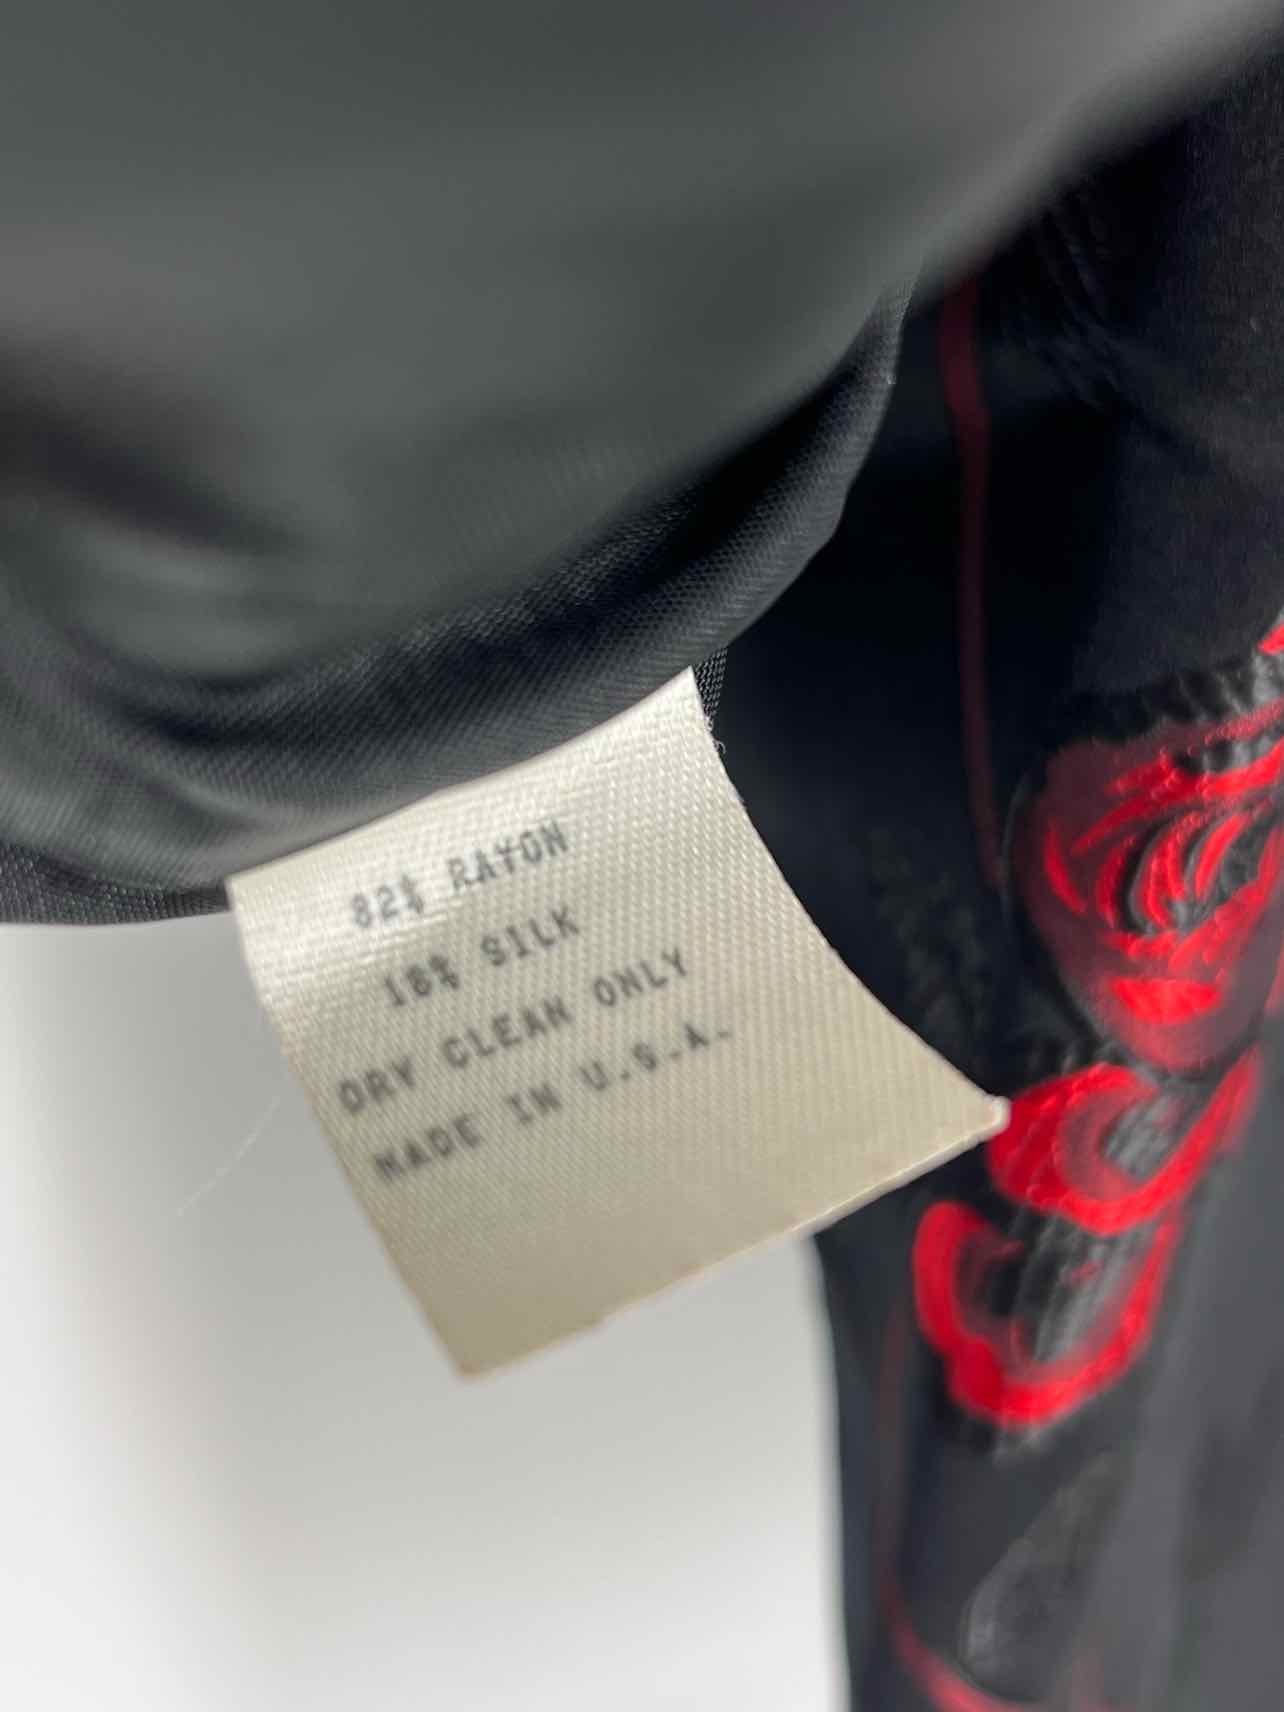 82% RAYON
18% SILK
DRY CLEAN ONLY
MADE IN U.S.A.